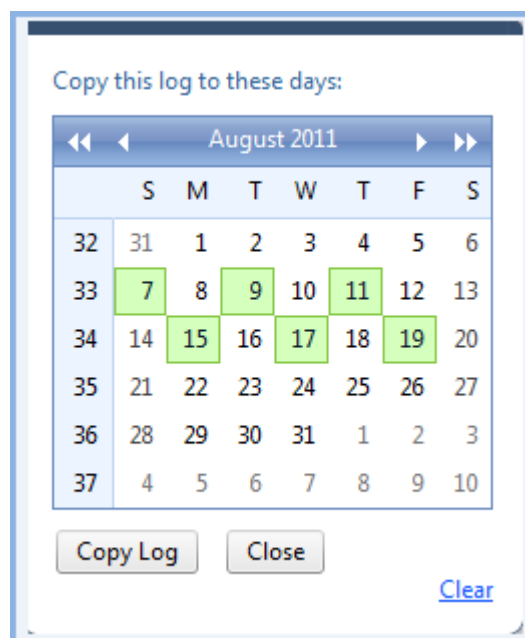 Copy this log to these days:
August 2011
S M T W T F S
32 31 1 2 3 4 5 6
33 7 8 9 10 11 12 13
34 14 15 16 17 18 19 20
35 21 22 23 24 25 26 27
36 28 29 30 31 1 2 3
37 4 5 6 7 8 9 10
Copy Log Close
Clear